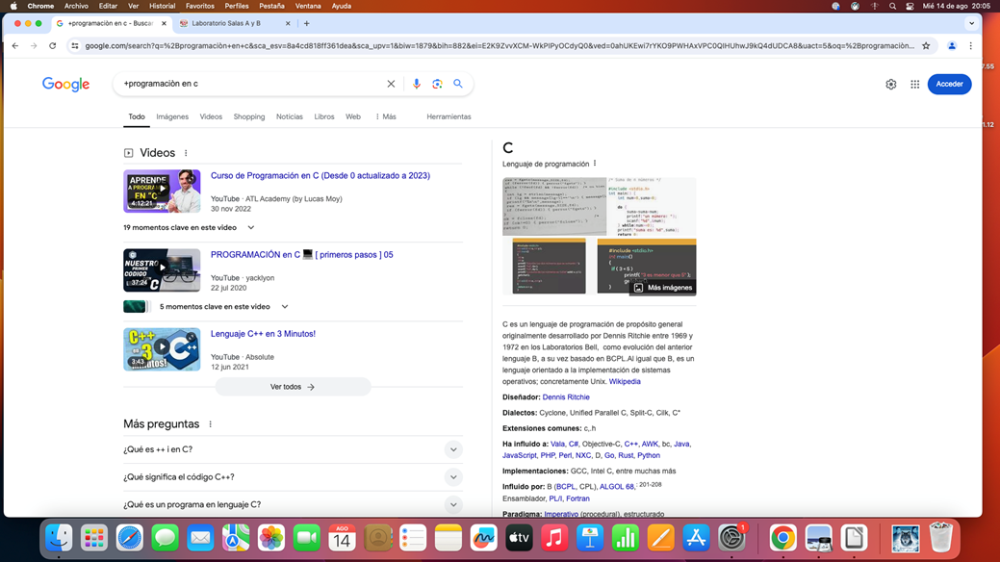 Chrome Archivo Editar Ver Historial Favoritos Perfiles Pestaña Ventana Ayuda
Mié 14 de ago 20:05
+programación en c - Buscar
Laboratorio Salas A y B
google.com/search?q=%2Bprogramación+en+c&sca_esv=8a4cd818ff361dea&sca_upv=1&biw=1879&bih=882&ei=E2K9ZvvXCM-WkPIPyOCdyQ0&ved=0ahUKEwi7rYKO9PWHAxVPC0QIHUhwJ9kQ4dUDCA8&uact=5&oq=%2Bprogramación...
Google
+programación en c
Acceder
Todo Imágenes Videos Shopping Noticias Libros Web Más Herramientas
Videos
APRENDE
A PROGRAMAR
EN "C"
4:12:21
Curso de Programación en C (Desde 0 actualizado a 2023)
YouTube · ATL Academy (by Lucas Moy)
30 nov 2022
19 momentos clave en este video
NUESTRO
PRIMER
CODIGO
37:24
PROGRAMACIÓN en C 💻 [ primeros pasos ] 05
YouTube · yacklyon
22 jul 2020
5 momentos clave en este video
C++
3:43
Lenguaje C++ en 3 Minutos!
YouTube · Absolute
12 jun 2021
Ver todos
Más preguntas
¿Qué es ++ i en C?
¿Qué significa el código C++?
¿Qué es un programa en lenguaje C?
C
Lenguaje de programación
Más imágenes
C es un lenguaje de programación de propósito general
originalmente desarrollado por Dennis Ritchie entre 1969 y
1972 en los Laboratorios Bell, como evolución del anterior
lenguaje B, a su vez basado en BCPL.Al igual que B, es un
lenguaje orientado a la implementación de sistemas
operativos; concretamente Unix. Wikipedia
Diseñador: Dennis Ritchie
Dialectos: Cyclone, Unified Parallel C, Split-C, Cilk, C*
Extensiones comunes: c,.h
Ha influido a: Vala, C#, Objective-C, C++, AWK, bc, Java,
JavaScript, PHP, Perl, NXC, D, Go, Rust, Python
Implementaciones: GCC, Intel C, entre muchas más
Influido por: B (BCPL, CPL), ALGOL 68,: 201-208
Ensamblador, PL/I, Fortran
Paradigma: Imperativo (procedural), estructurado
7.55
1.12
AGO
14
tv
1